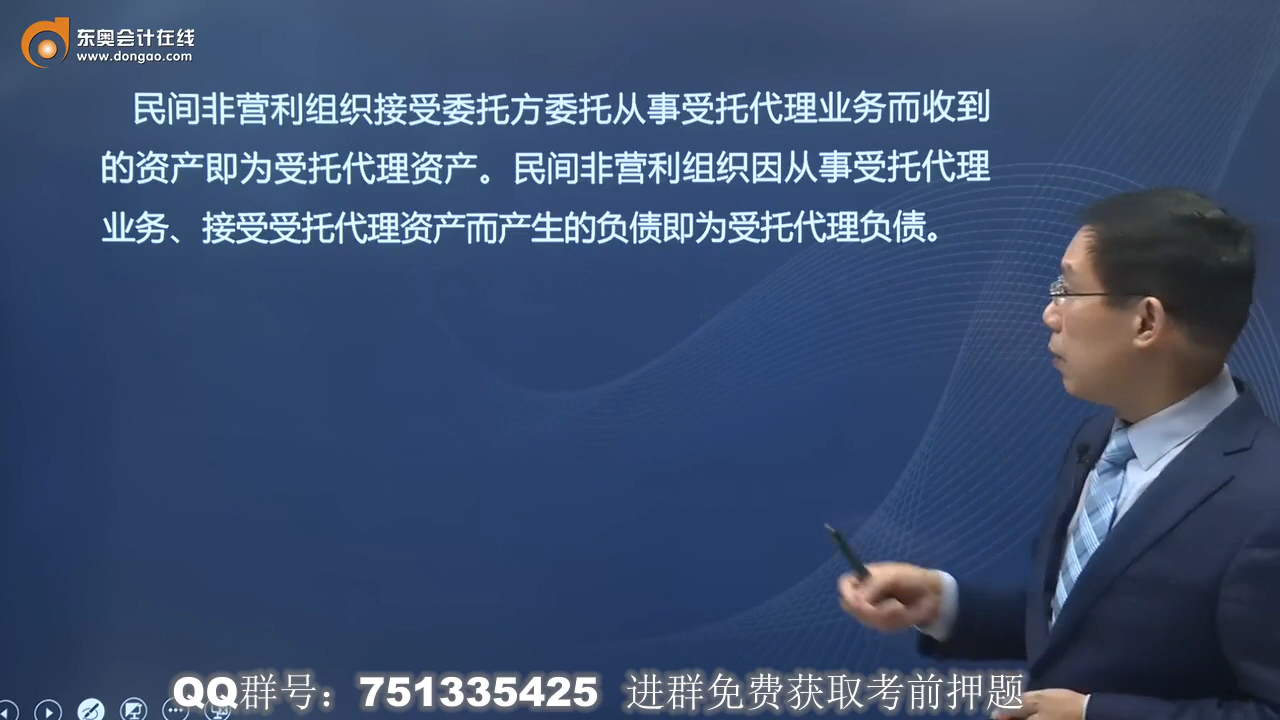 东奥会计在线
www.dongao.com
民间非营利组织接受委托方委托从事受托代理业务而收到
的资产即为受托代理资产。民间非营利组织因从事受托代理
业务、接受受托代理资产而产生的负债即为受托代理负债。
QQ群号：751335425 进群免费获取考前押题